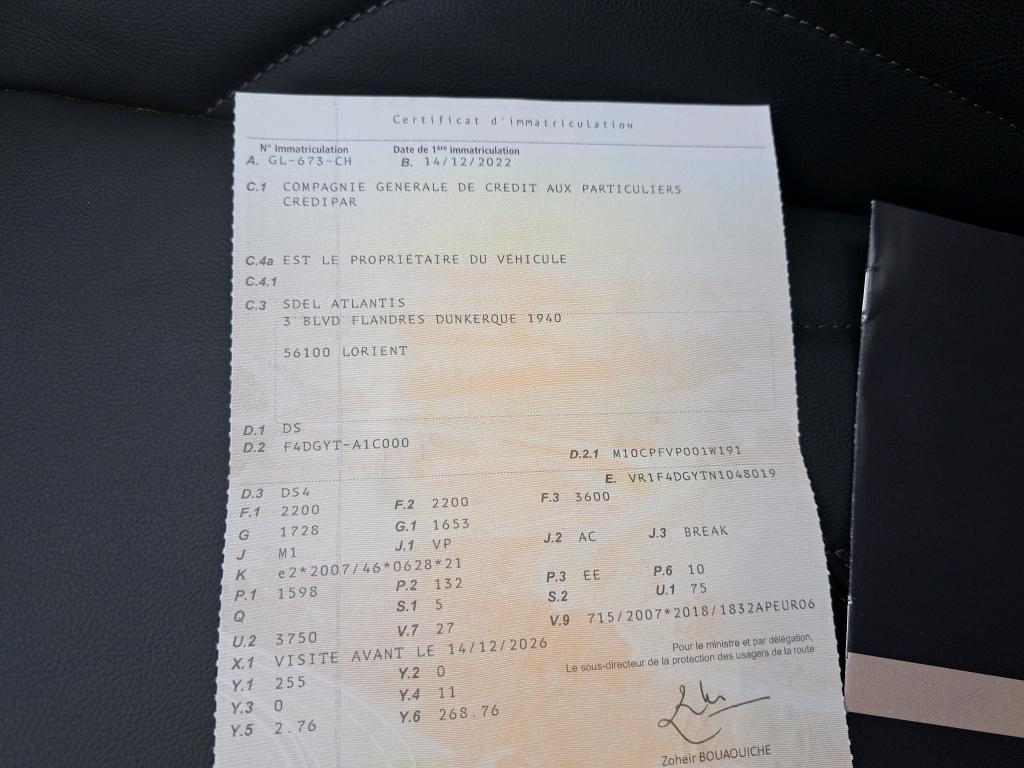 Certificat d'immatriculation
N° Immatriculation Date de 1ère immatriculation
A. GL-673-CH B. 14/12/2022
C.1 COMPAGNIE GENERALE DE CREDIT AUX PARTICULIERS
CREDIPAR
C.4a EST LE PROPRIÉTAIRE DU VÉHICULE
C.4.1
C.3 SDEL ATLANTIS
3 BLVD FLANDRES DUNKERQUE 1940
56100 LORIENT
D.1 DS
D.2 F4DGYT-A1C000 D.2.1 M10CPFVP001W191
E. VR1F4DGYTN1048019
D.3 DS4
F.1 2200 F.2 2200 F.3 3600
G 1728 G.1 1653
J M1 J.1 VP J.2 AC J.3 BREAK
K e2*2007/46*0628*21
P.1 1598 P.2 132 P.3 EE P.6 10
Q S.1 5 S.2 U.1 75
U.2 3750 V.7 27 V.9 715/2007*2018/1832APEURO6
X.1 VISITE AVANT LE 14/12/2026
Pour le ministre et par délégation,
Le sous-directeur de la protection des usagers de la route
Y.1 255 Y.2 0
Y.3 0 Y.4 11
Y.5 2.76 Y.6 268.76
Zoheir BOUAOUICHE